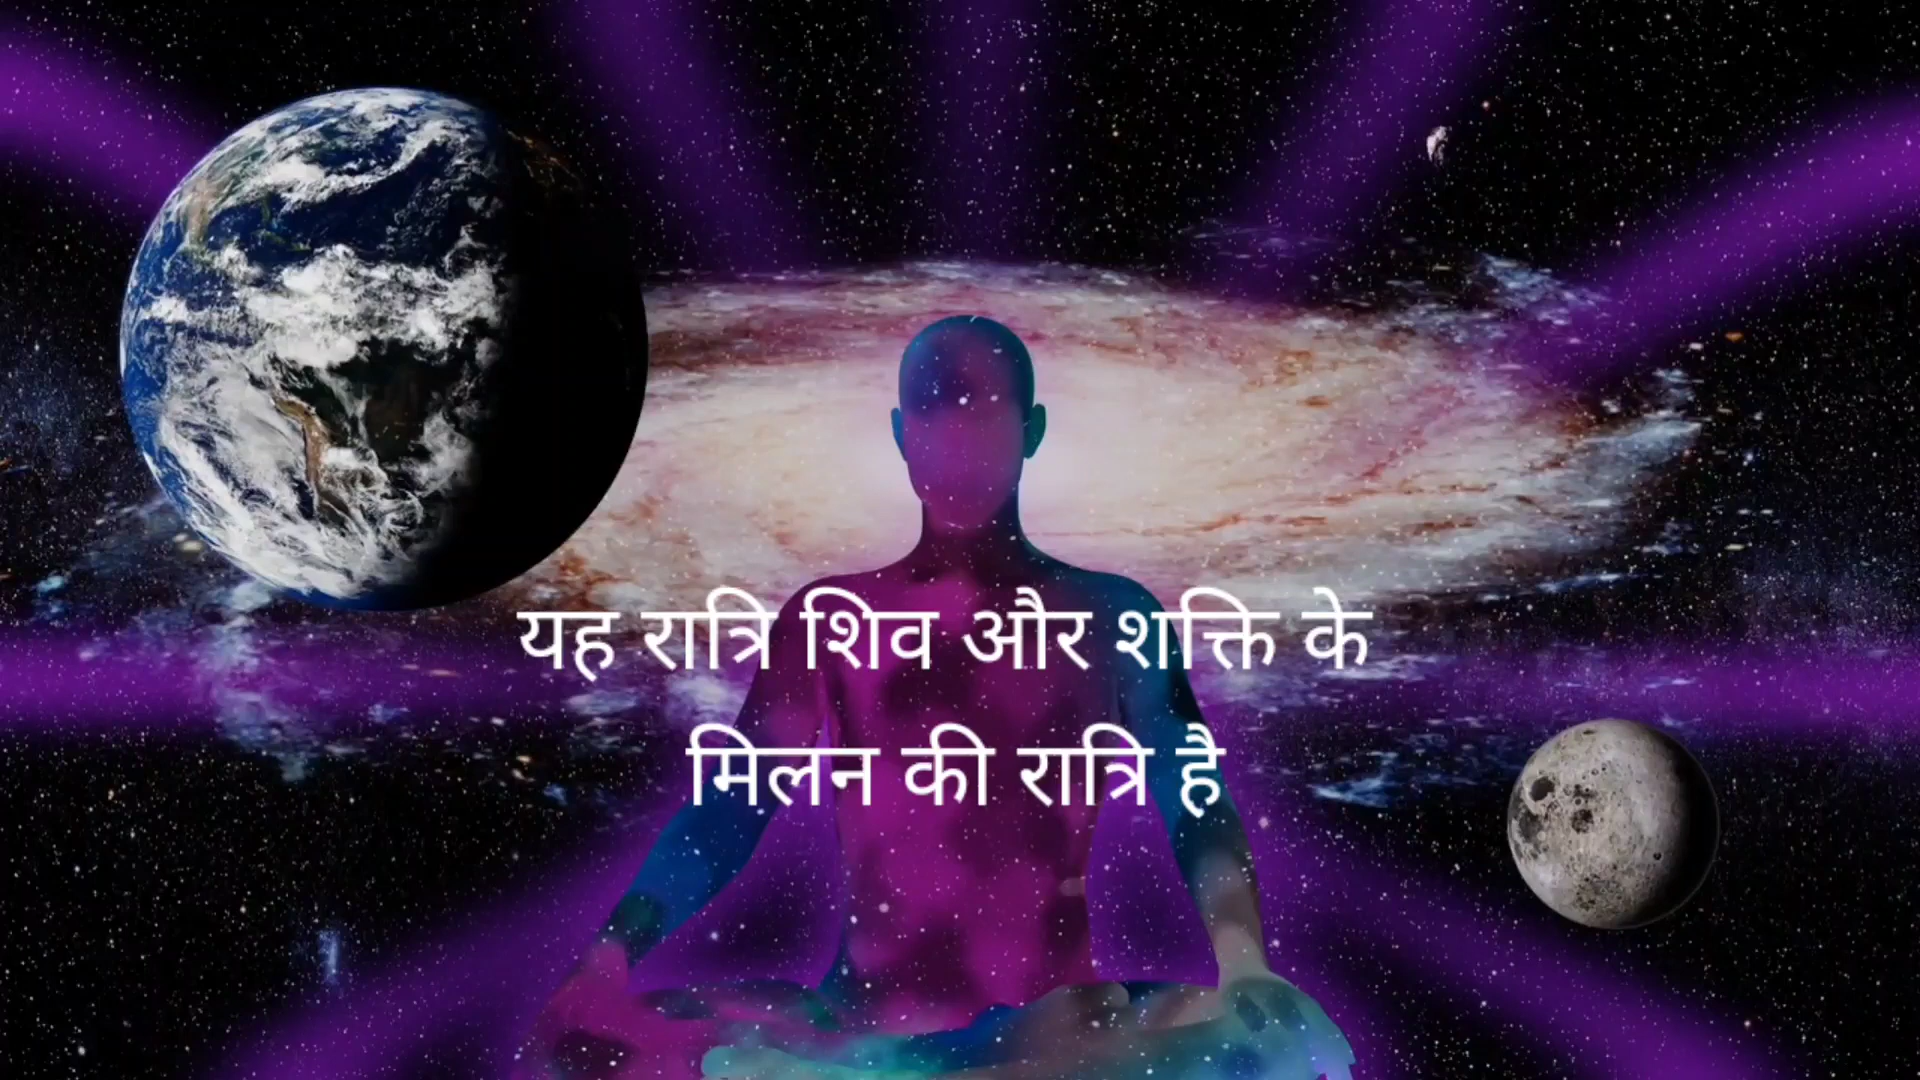 यह रात्रि शिव और शक्ति के
मिलन की रात्रि है